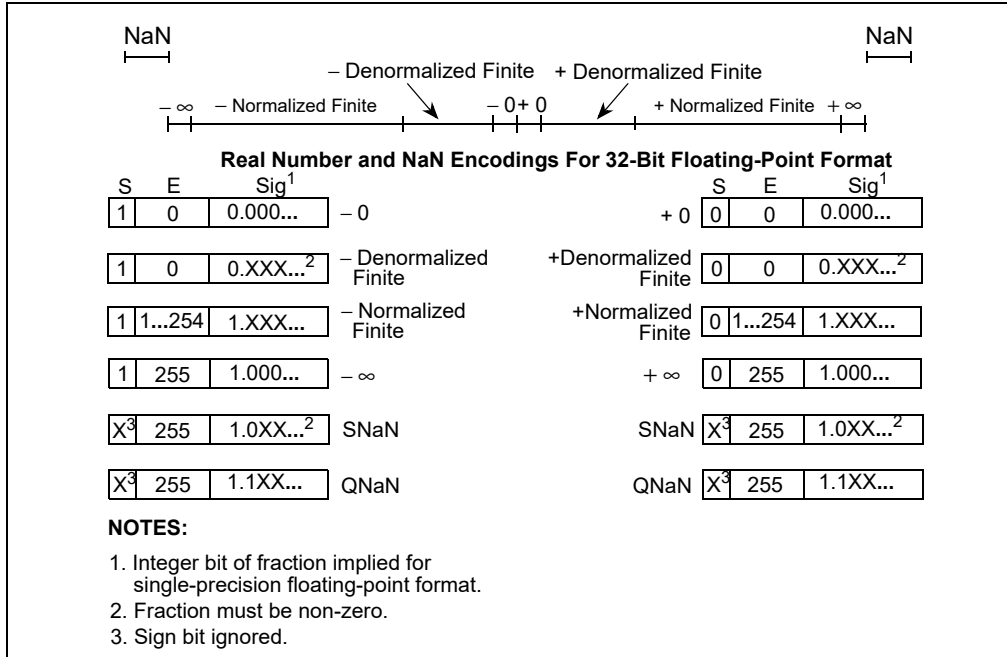 NaN NaN
– Denormalized Finite + Denormalized Finite
– ∞ – Normalized Finite – 0+ 0 + Normalized Finite + ∞
Real Number and NaN Encodings For 32-Bit Floating-Point Format
S E Sig1 S E Sig1
1 0 0.000... – 0 + 0 0 0 0.000...
1 0 0.XXX...2 – Denormalized Finite +Denormalized Finite 0 0 0.XXX...2
1 1...254 1.XXX... – Normalized Finite +Normalized Finite 0 1...254 1.XXX...
1 255 1.000... – ∞ + ∞ 0 255 1.000...
X3 255 1.0XX...2 SNaN SNaN X3 255 1.0XX...2
X3 255 1.1XX... QNaN QNaN X3 255 1.1XX...
NOTES:
1. Integer bit of fraction implied for
single-precision floating-point format.
2. Fraction must be non-zero.
3. Sign bit ignored.